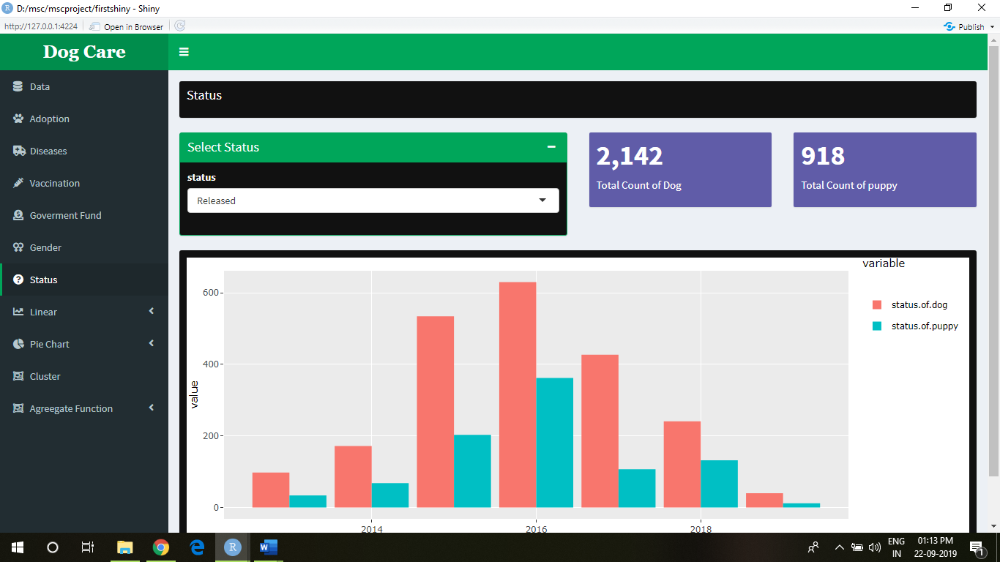 D:/msc/mscproject/firstshiny - Shiny
http://127.0.0.1:4224 Open in Browser Publish
Dog Care
Data
Adoption
Diseases
Vaccination
Goverment Fund
Gender
Status
Linear
Pie Chart
Cluster
Agreegate Function
Status
Select Status
status
Released
2,142
Total Count of Dog
918
Total Count of puppy
variable
status.of.dog
status.of.puppy
value
600
400
200
0
2014 2016 2018
ENG
IN
01:13 PM
22-09-2019
1